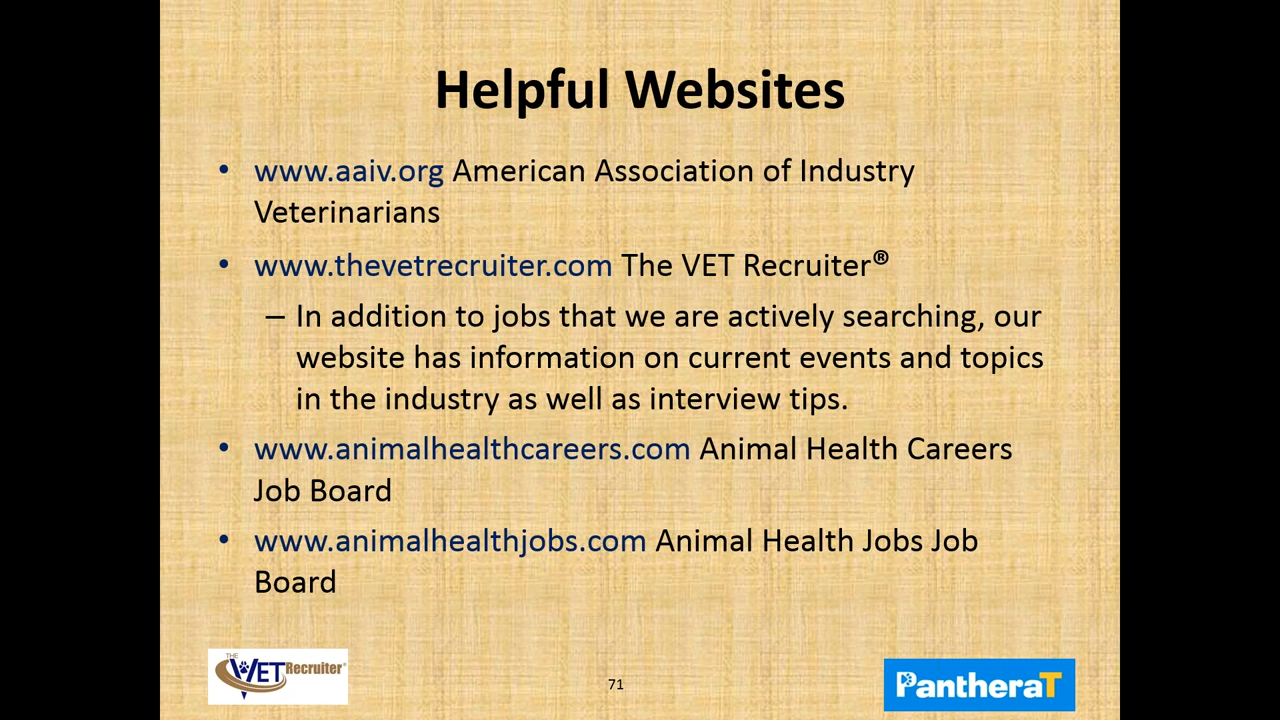 Helpful Websites
• www.aaiv.org American Association of Industry
Veterinarians
• www.thevetrecruiter.com The VET Recruiter®
– In addition to jobs that we are actively searching, our
website has information on current events and topics
in the industry as well as interview tips.
• www.animalhealthcareers.com Animal Health Careers
Job Board
• www.animalhealthjobs.com Animal Health Jobs Job
Board
THE
VET Recruiter®
71
PantheraT